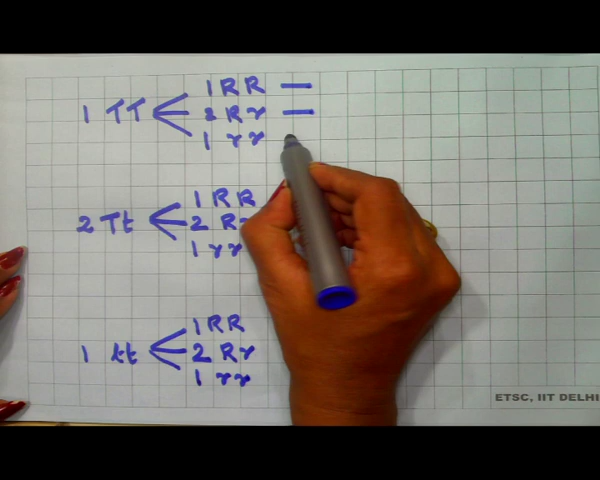 1 RR —
1 TT 2 Rr —
1 rr
1 RR
2 Tt 2 Rr
1 rr
1 RR
1 tt 2 Rr
1 rr
ETSC, IIT DELHI